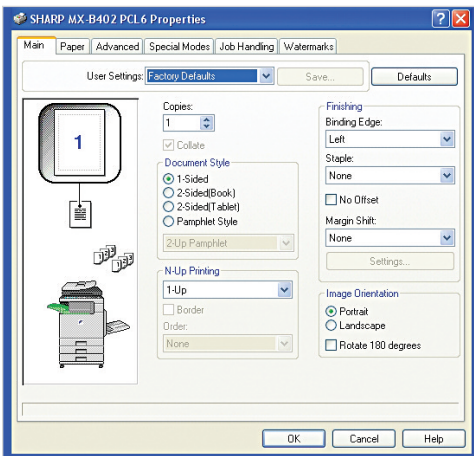 SHARP MX-B402 PCL6 Properties
Main Paper Advanced Special Modes Job Handling Watermarks
User Settings: Factory Defaults Save... Defaults
1
Copies:
1
Collate
Document Style
1-Sided
2-Sided(Book)
2-Sided(Tablet)
Pamphlet Style
2-Up Pamphlet
N-Up Printing
1-Up
Border
Order:
None
Finishing
Binding Edge:
Left
Staple:
None
No Offset
Margin Shift:
None
Settings...
Image Orientation
Portrait
Landscape
Rotate 180 degrees
OK Cancel Help